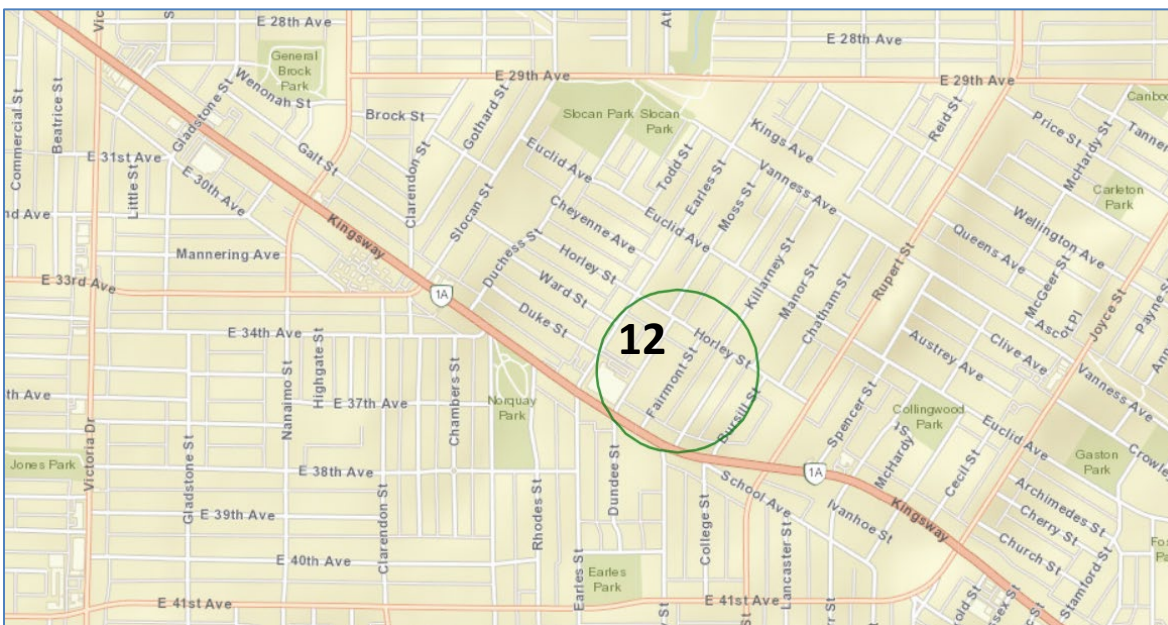 E 28th Ave
E 28th Ave
General
Brock
Park
E 29th Ave
E 29th Ave
Wenonah St
Gladstone St
Beatrice St
Commercial St
Brock St
Gothard St
Slocan Park
Slocan
Park
Kings Ave
Reid St
Price St
McHardy St
E 31st Ave
Galt St
Clarendon St
Euclid Ave
Todd St
Earles St
Moss St
Vanness Ave
Carleton
Park
Little St
E 30th Ave
Slocan St
Cheyenne Ave
Euclid Ave
Wellington Ave
Kingsway
Mannering Ave
Duchess St
Horley St
Killarney St
Manor St
Rupert St
Queens Ave
McGeer St
E 33rd Ave
1A
Ward St
Chatham St
Ascot Pl
Joyce St
Payne St
Duke St
12
Horley St
Austrey Ave
Clive Ave
E 34th Ave
Highgate St
Nanaimo St
Chambers St
Fairmont St
Vanness Ave
Norquay
Park
E 37th Ave
Bursill St
Spencer St
Collingwood
Park
Euclid Ave
Victoria Dr
Jones Park
E 38th Ave
Gladstone St
Dundee St
1A
McHardy St
Cecil St
Gaston
Park
School Ave
Kingsway
Archimedes St
E 39th Ave
Clarendon St
Rhodes St
College St
Lancaster St
Ivanhoe St
Cherry St
Church St
E 40th Ave
Earles St
Earles
Park
Stamford St
E 41st Ave
E 41st Ave